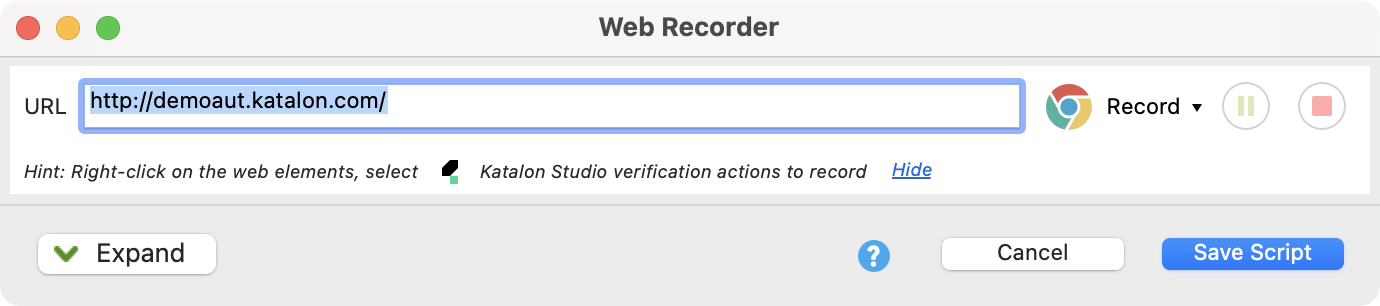 Web Recorder
URL http://demoaut.katalon.com/ Record
Hint: Right-click on the web elements, select Katalon Studio verification actions to record Hide
Expand ? Cancel Save Script